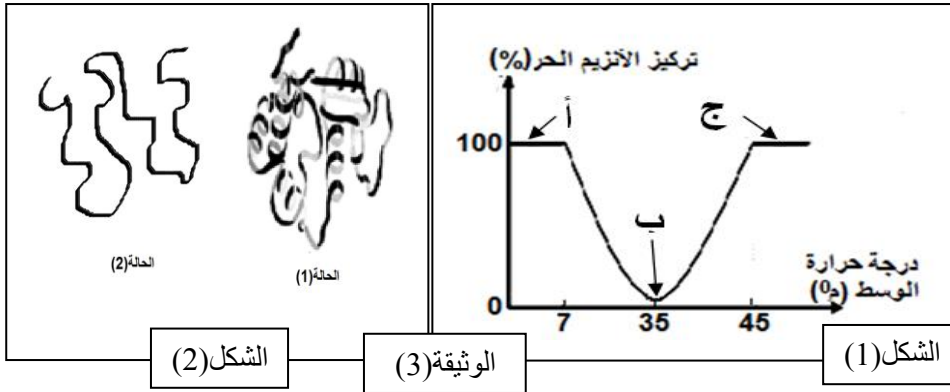 تركيز الأنزيم الحر(%)
أ
ج
100
ب
درجة حرارة
الوسط (م⁰)
0
7
35
45
الشكل(1)
الحالة(1)
الحالة(2)
الشكل(2)
الوثيقة(3)